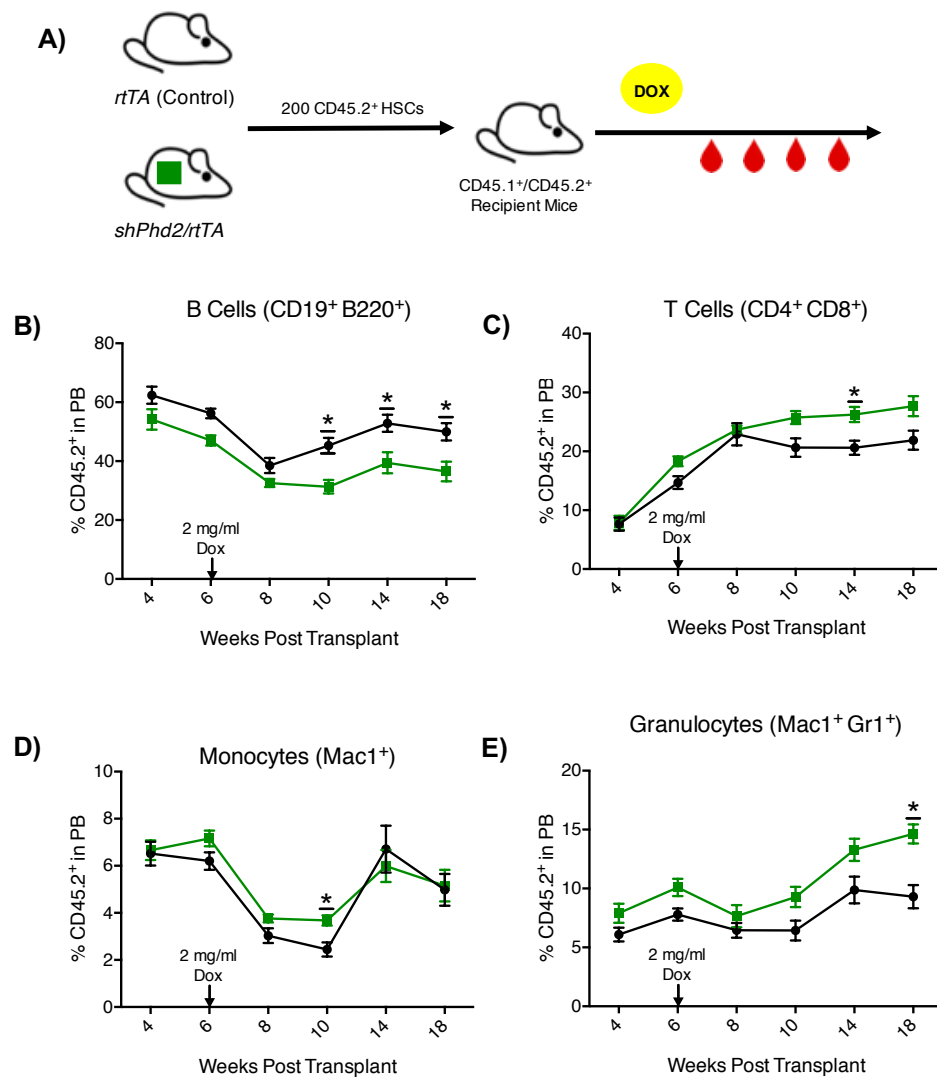 A)
rtTA (Control)
shPhd2/rtTA
200 CD45.2⁺ HSCs
CD45.1⁺/CD45.2⁺
Recipient Mice
DOX
B)
B Cells (CD19⁺ B220⁺)
% CD45.2⁺ in PB
80
60
40
20
0
2 mg/ml
Dox
* * *
4 6 8 10 14 18
Weeks Post Transplant
C)
T Cells (CD4⁺ CD8⁺)
% CD45.2⁺ in PB
40
30
20
10
0
2 mg/ml
Dox
*
4 6 8 10 14 18
Weeks Post Transplant
D)
Monocytes (Mac1⁺)
% CD45.2⁺ in PB
10
8
6
4
2
0
2 mg/ml
Dox
*
4 6 8 10 14 18
Weeks Post Transplant
E)
Granulocytes (Mac1⁺ Gr1⁺)
% CD45.2⁺ in PB
20
15
10
5
0
2 mg/ml
Dox
*
4 6 8 10 14 18
Weeks Post Transplant